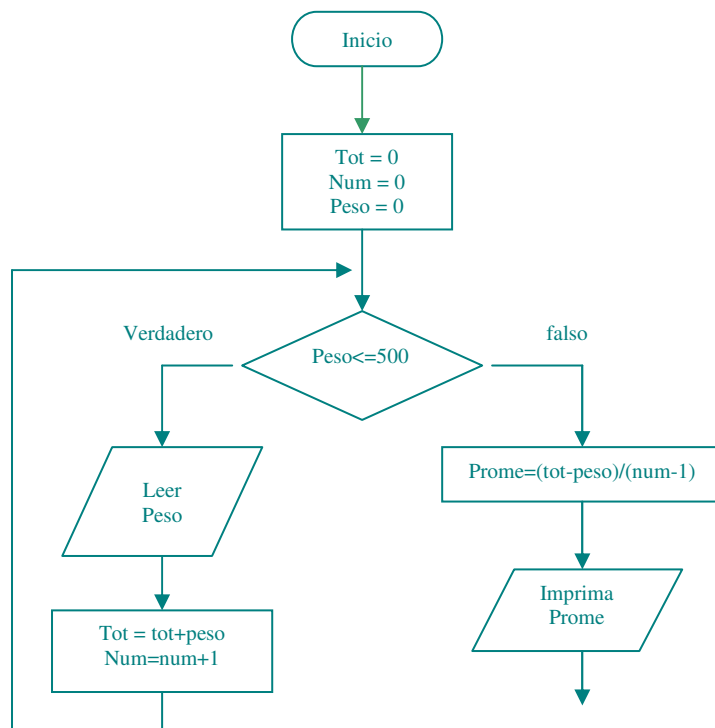 Inicio
Tot = 0
Num = 0
Peso = 0
Verdadero
falso
Peso<=500
Leer
Peso
Prome=(tot-peso)/(num-1)
Tot = tot+peso
Num=num+1
Imprima
Prome